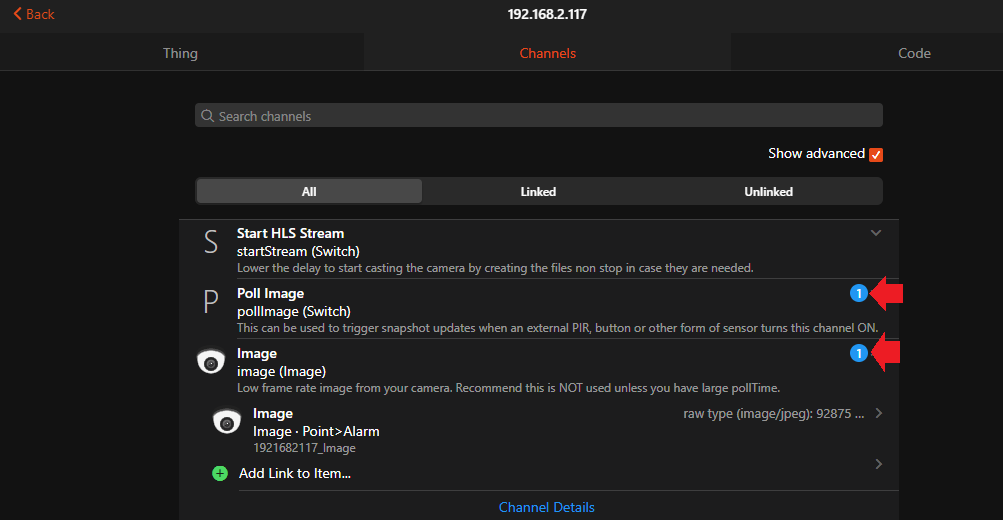 Back
192.168.2.117
Thing
Channels
Code
Search channels
Show advanced
All
Linked
Unlinked
S
Start HLS Stream
startStream (Switch)
Lower the delay to start casting the camera by creating the files non stop in case they are needed.
P
Poll Image
1
pollImage (Switch)
This can be used to trigger snapshot updates when an external PIR, button or other form of sensor turns this channel ON.
Image
1
image (Image)
Low frame rate image from your camera. Recommend this is NOT used unless you have large pollTime.
Image
raw type (image/jpeg): 92875 ...
Image · Point>Alarm
1921682117_Image
Add Link to Item...
Channel Details